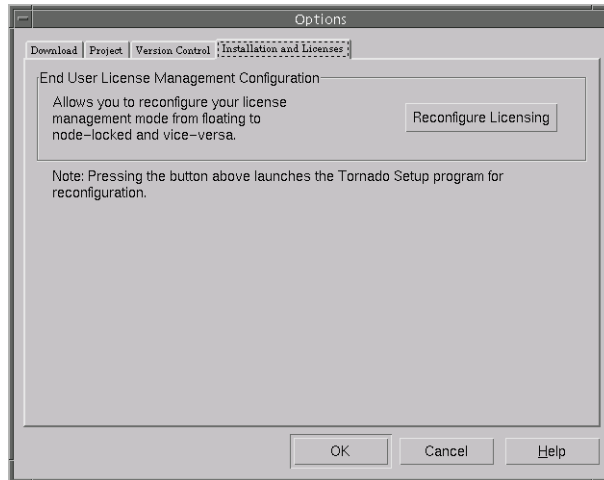 Options
Download Project Version Control Installation and Licenses
End User License Management Configuration
Allows you to reconfigure your license
management mode from floating to
node-locked and vice-versa.
Reconfigure Licensing
Note: Pressing the button above launches the Tornado Setup program for
reconfiguration.
OK Cancel Help